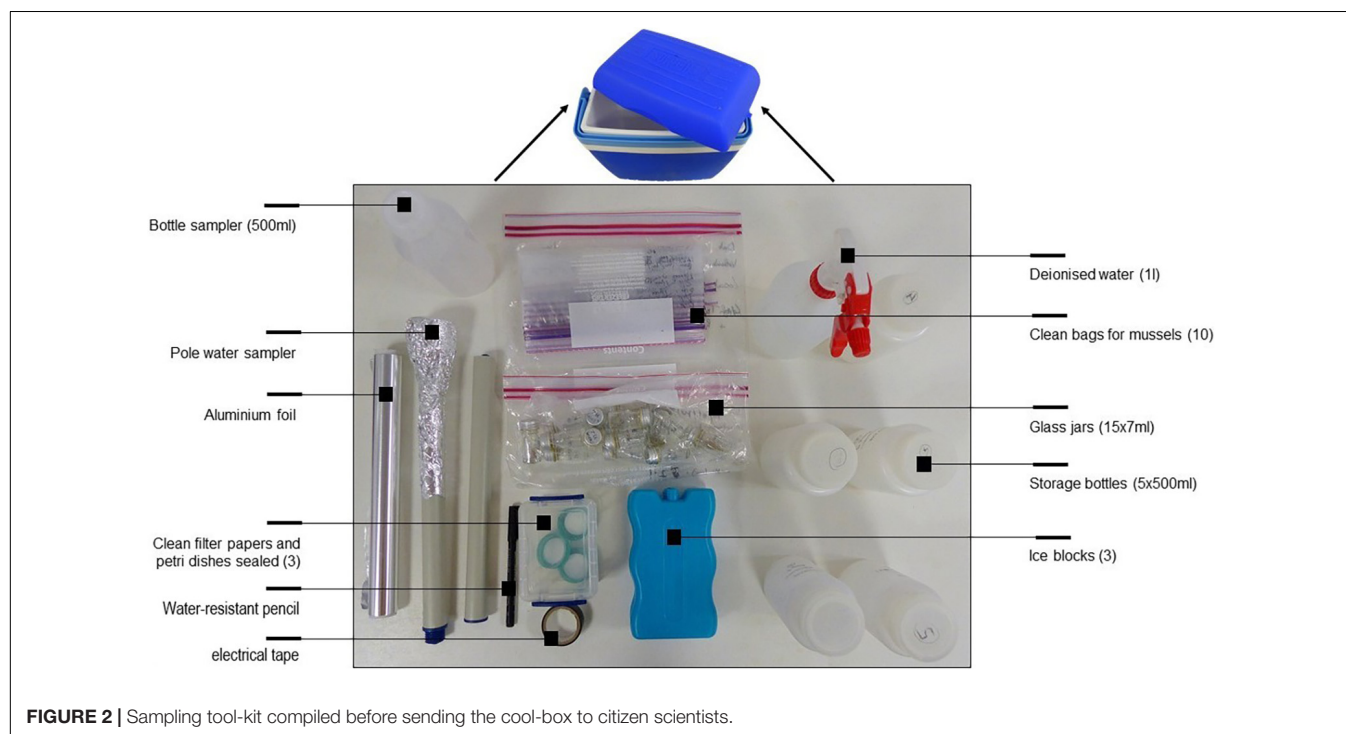 Bottle sampler (500ml)
Pole water sampler
Aluminium foil
Clean filter papers and
petri dishes sealed (3)
Water-resistant pencil
electrical tape
Contents
Deionised water (1l)
Clean bags for mussels (10)
Glass jars (15x7ml)
Storage bottles (5x500ml)
Ice blocks (3)
5
FIGURE 2 | Sampling tool-kit compiled before sending the cool-box to citizen scientists.